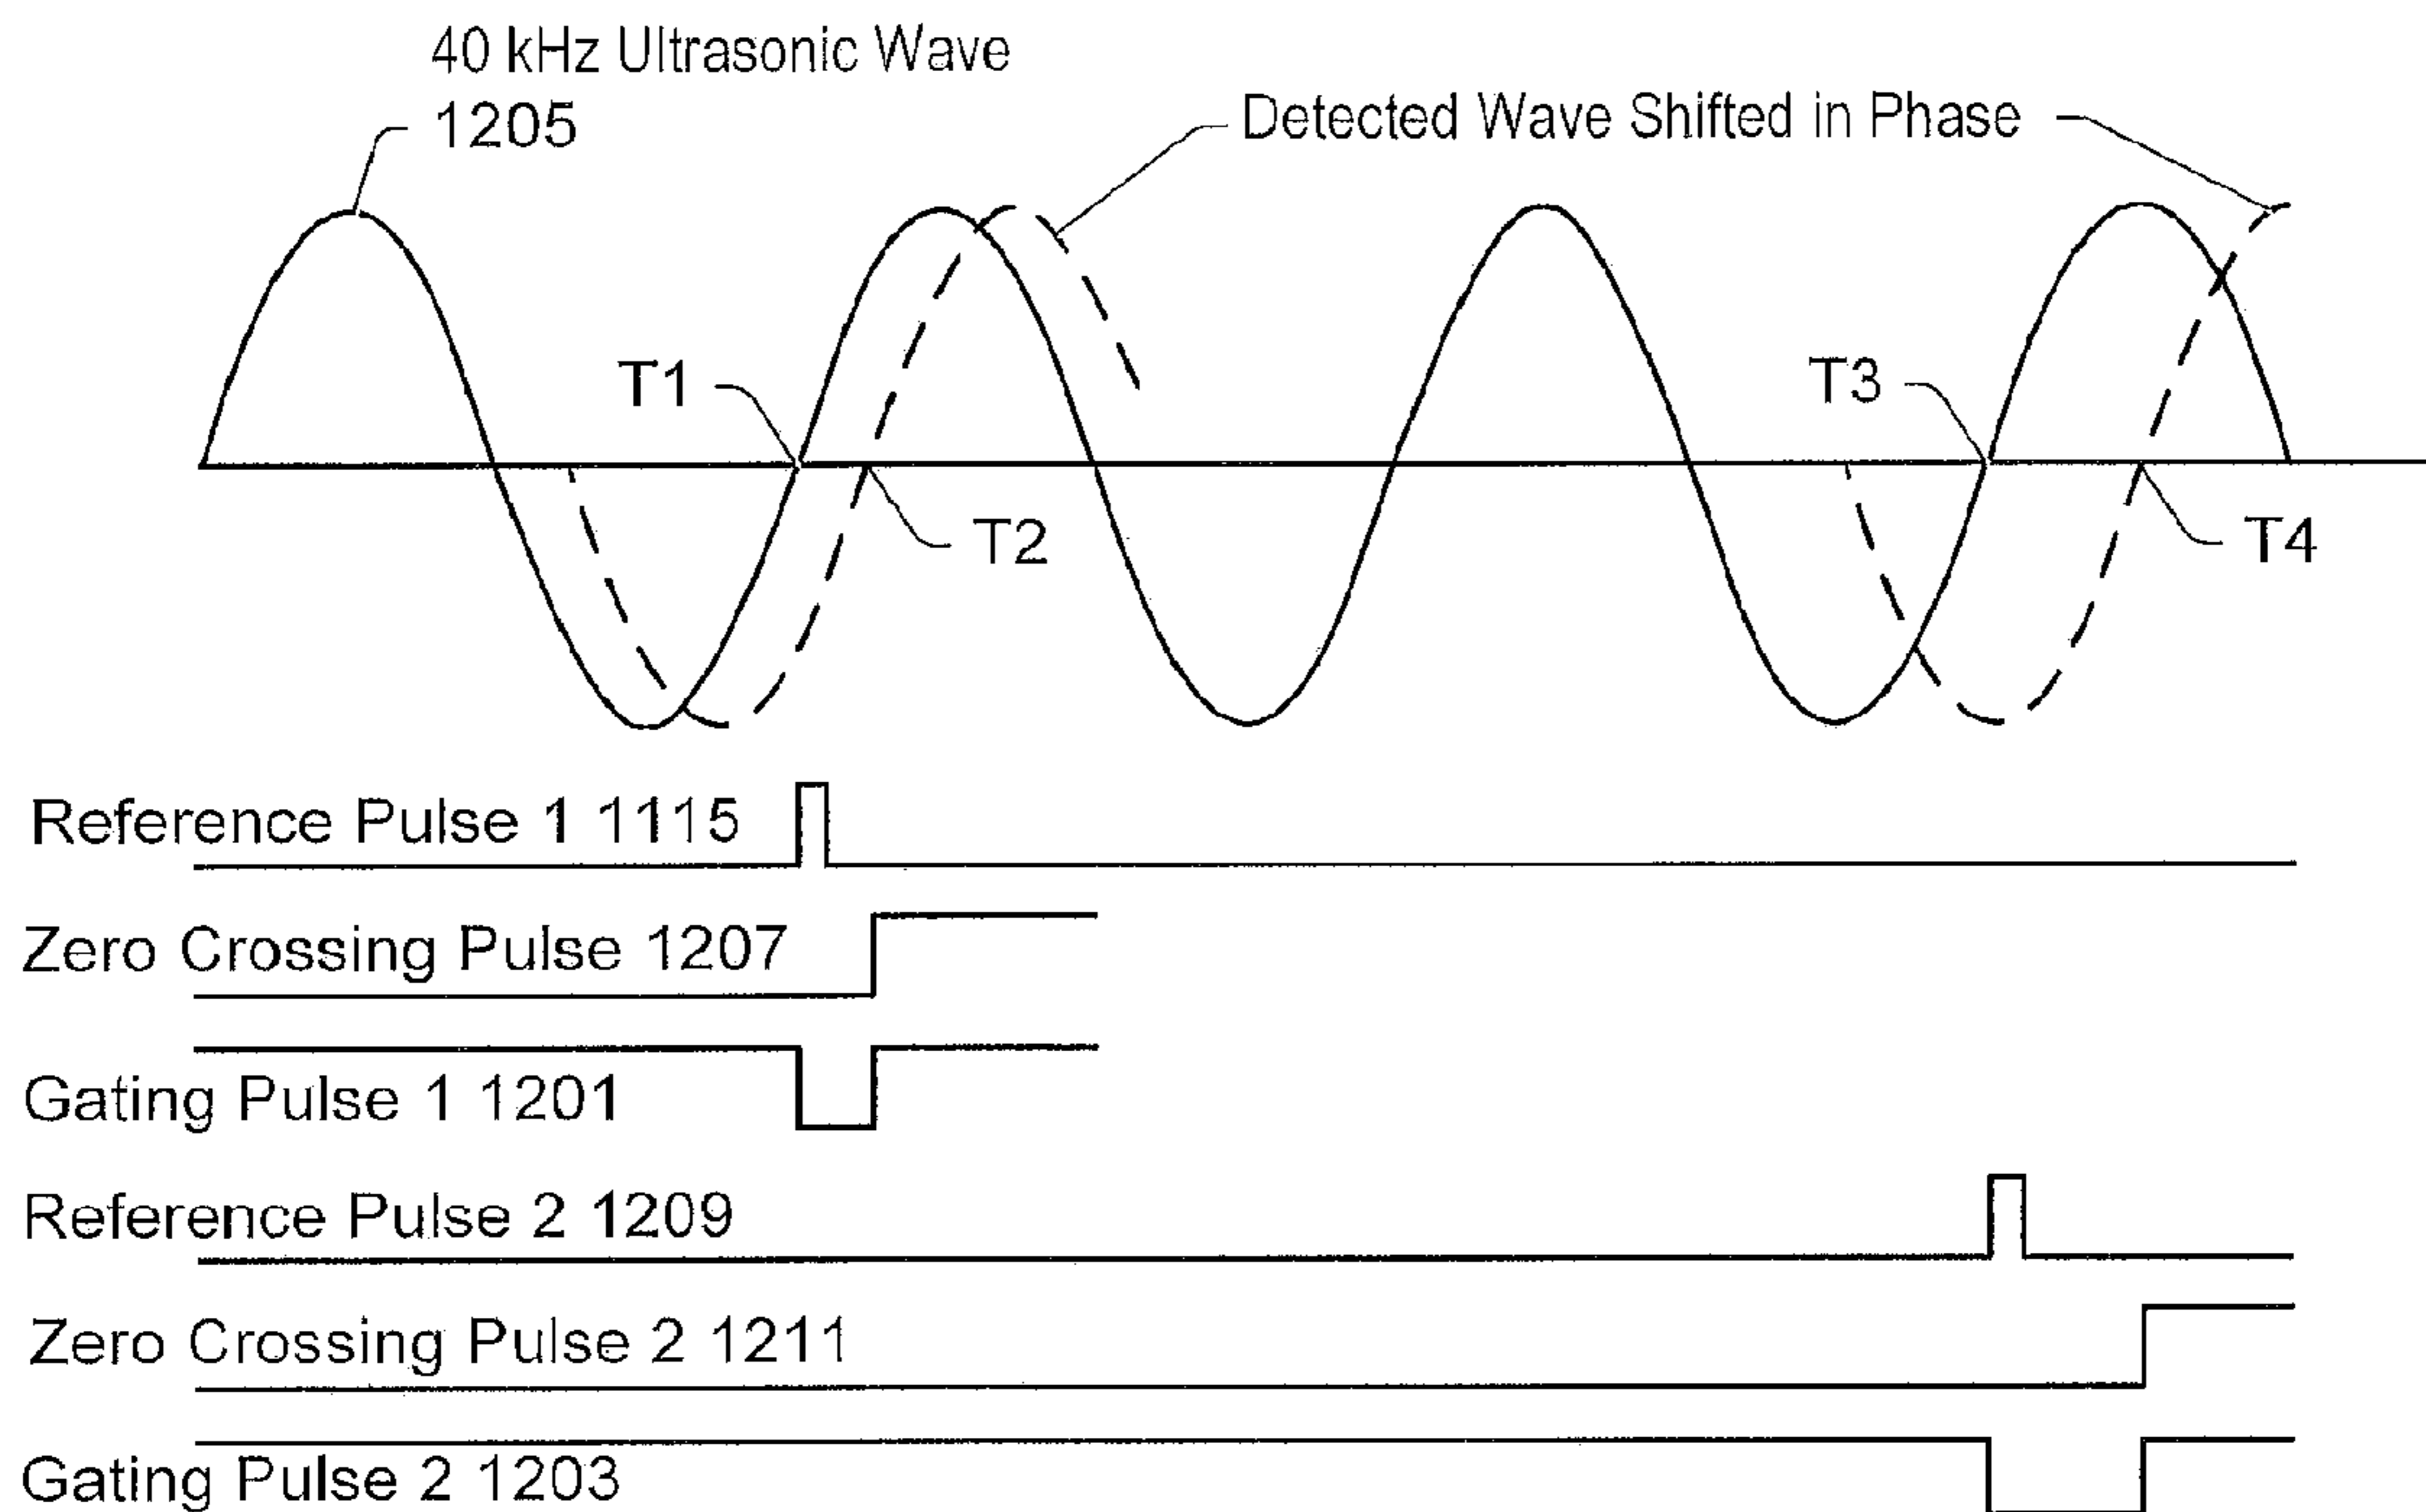 40 kHz Ultrasonic Wave
1205
Detected Wave Shifted in Phase
T1
T2
T3
T4
Reference Pulse 1 1115
Zero Crossing Pulse 1207
Gating Pulse 1 1201
Reference Pulse 2 1209
Zero Crossing Pulse 2 1211
Gating Pulse 2 1203